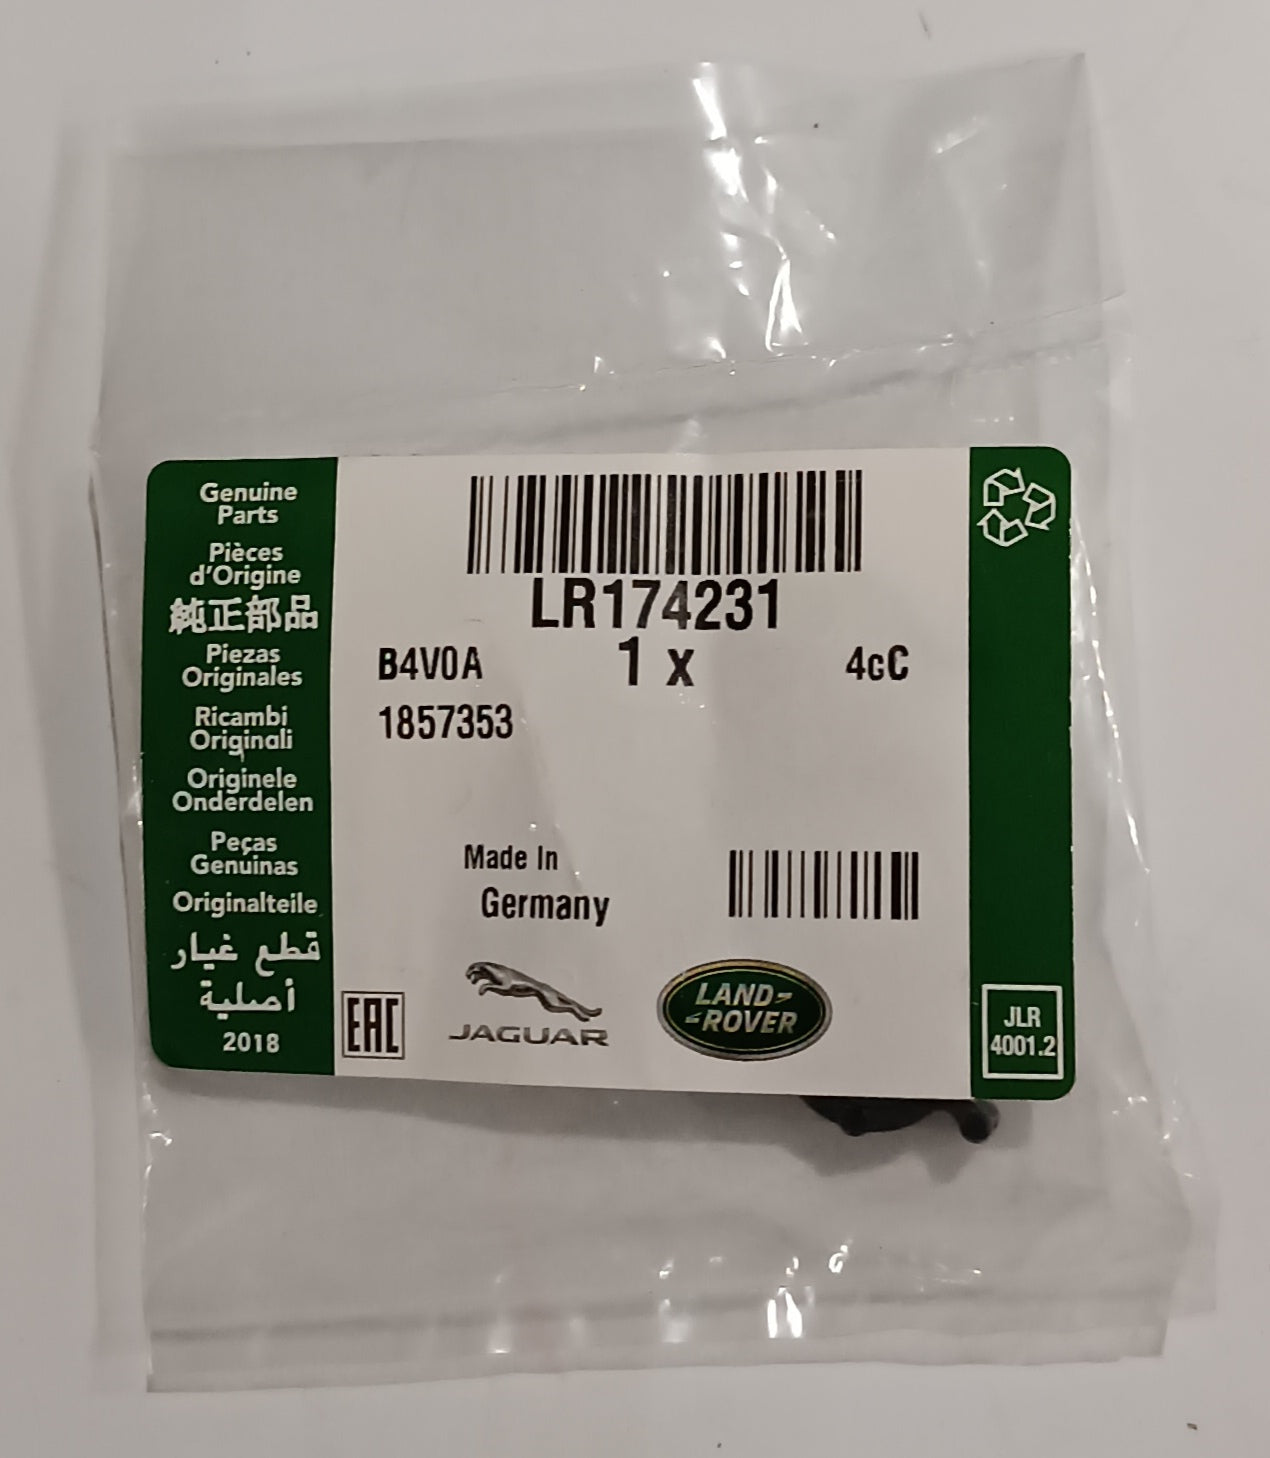 Genuine
Parts
Pièces
d'Origine
純正部品
Piezas
Originales
Ricambi
Originali
Originele
Onderdelen
Peças
Genuinas
Originalteile
قطع غيار
أصلية
2018
LR174231
B4V0A
1 x
4GC
1857353
Made In
Germany
EAC
JAGUAR
LAND
ROVER
JLR
4001.2